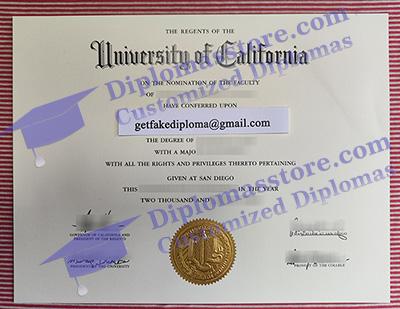 THE REGENTS OF THE
University of California
ON THE NOMINATION OF THE FACULTY
OF
HAVE CONFERRED UPON
getfakediploma@gmail.com
THE DEGREE OF
WITH A MAJO
WITH ALL THE RIGHTS AND PRIVILEGES THERETO PERTAINING
GIVEN AT SAN DIEGO
THIS IN THE YEAR
TWO THOUSAND AND
GOVERNOR OF CALIFORNIA AND
PRESIDENT OF THE REGENTS
PRESIDENT OF THE UNIVERSITY
OF THE COLLEGE
Diplomasstore.com
Customized Diplomas
Diplomasstore.com
Customized Diplomas